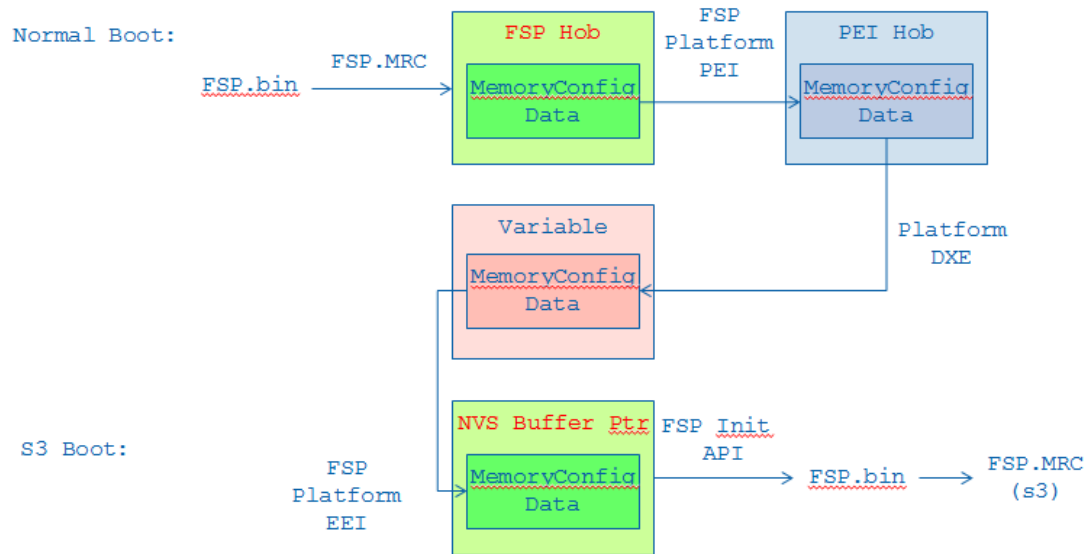 Normal Boot:
FSP.bin
FSP.MRC
FSP Hob
MemoryConfig
Data
FSP
Platform
PEI
PEI Hob
MemoryConfig
Data
Platform
DXE
Variable
MemoryConfig
Data
S3 Boot:
FSP
Platform
EEI
NVS Buffer Ptr
MemoryConfig
Data
FSP Init
API
FSP.bin
FSP.MRC
(s3)